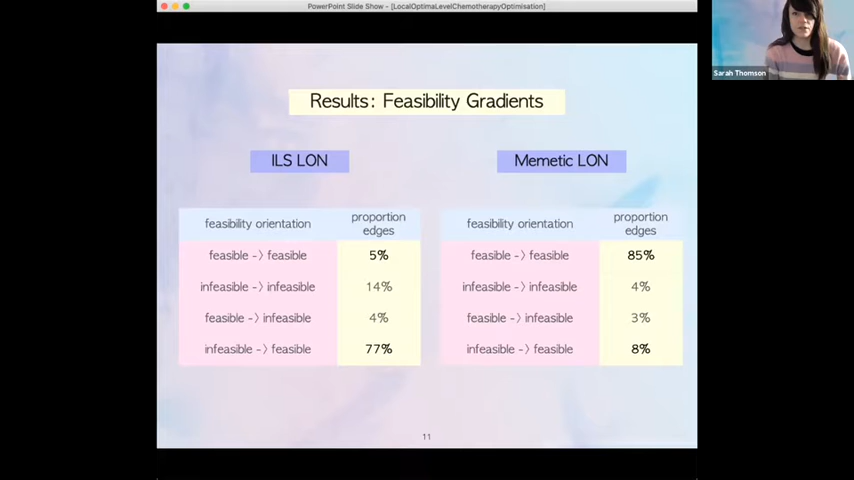 PowerPoint Slide Show - [LocalOptimaLevelChemotherapyOptimisation]
Sarah Thomson
Results: Feasibility Gradients
ILS LON
feasibility orientation proportion edges
feasible -> feasible 5%
infeasible -> infeasible 14%
feasible -> infeasible 4%
infeasible -> feasible 77%
Memetic LON
feasibility orientation proportion edges
feasible -> feasible 85%
infeasible -> infeasible 4%
feasible -> infeasible 3%
infeasible -> feasible 8%
11